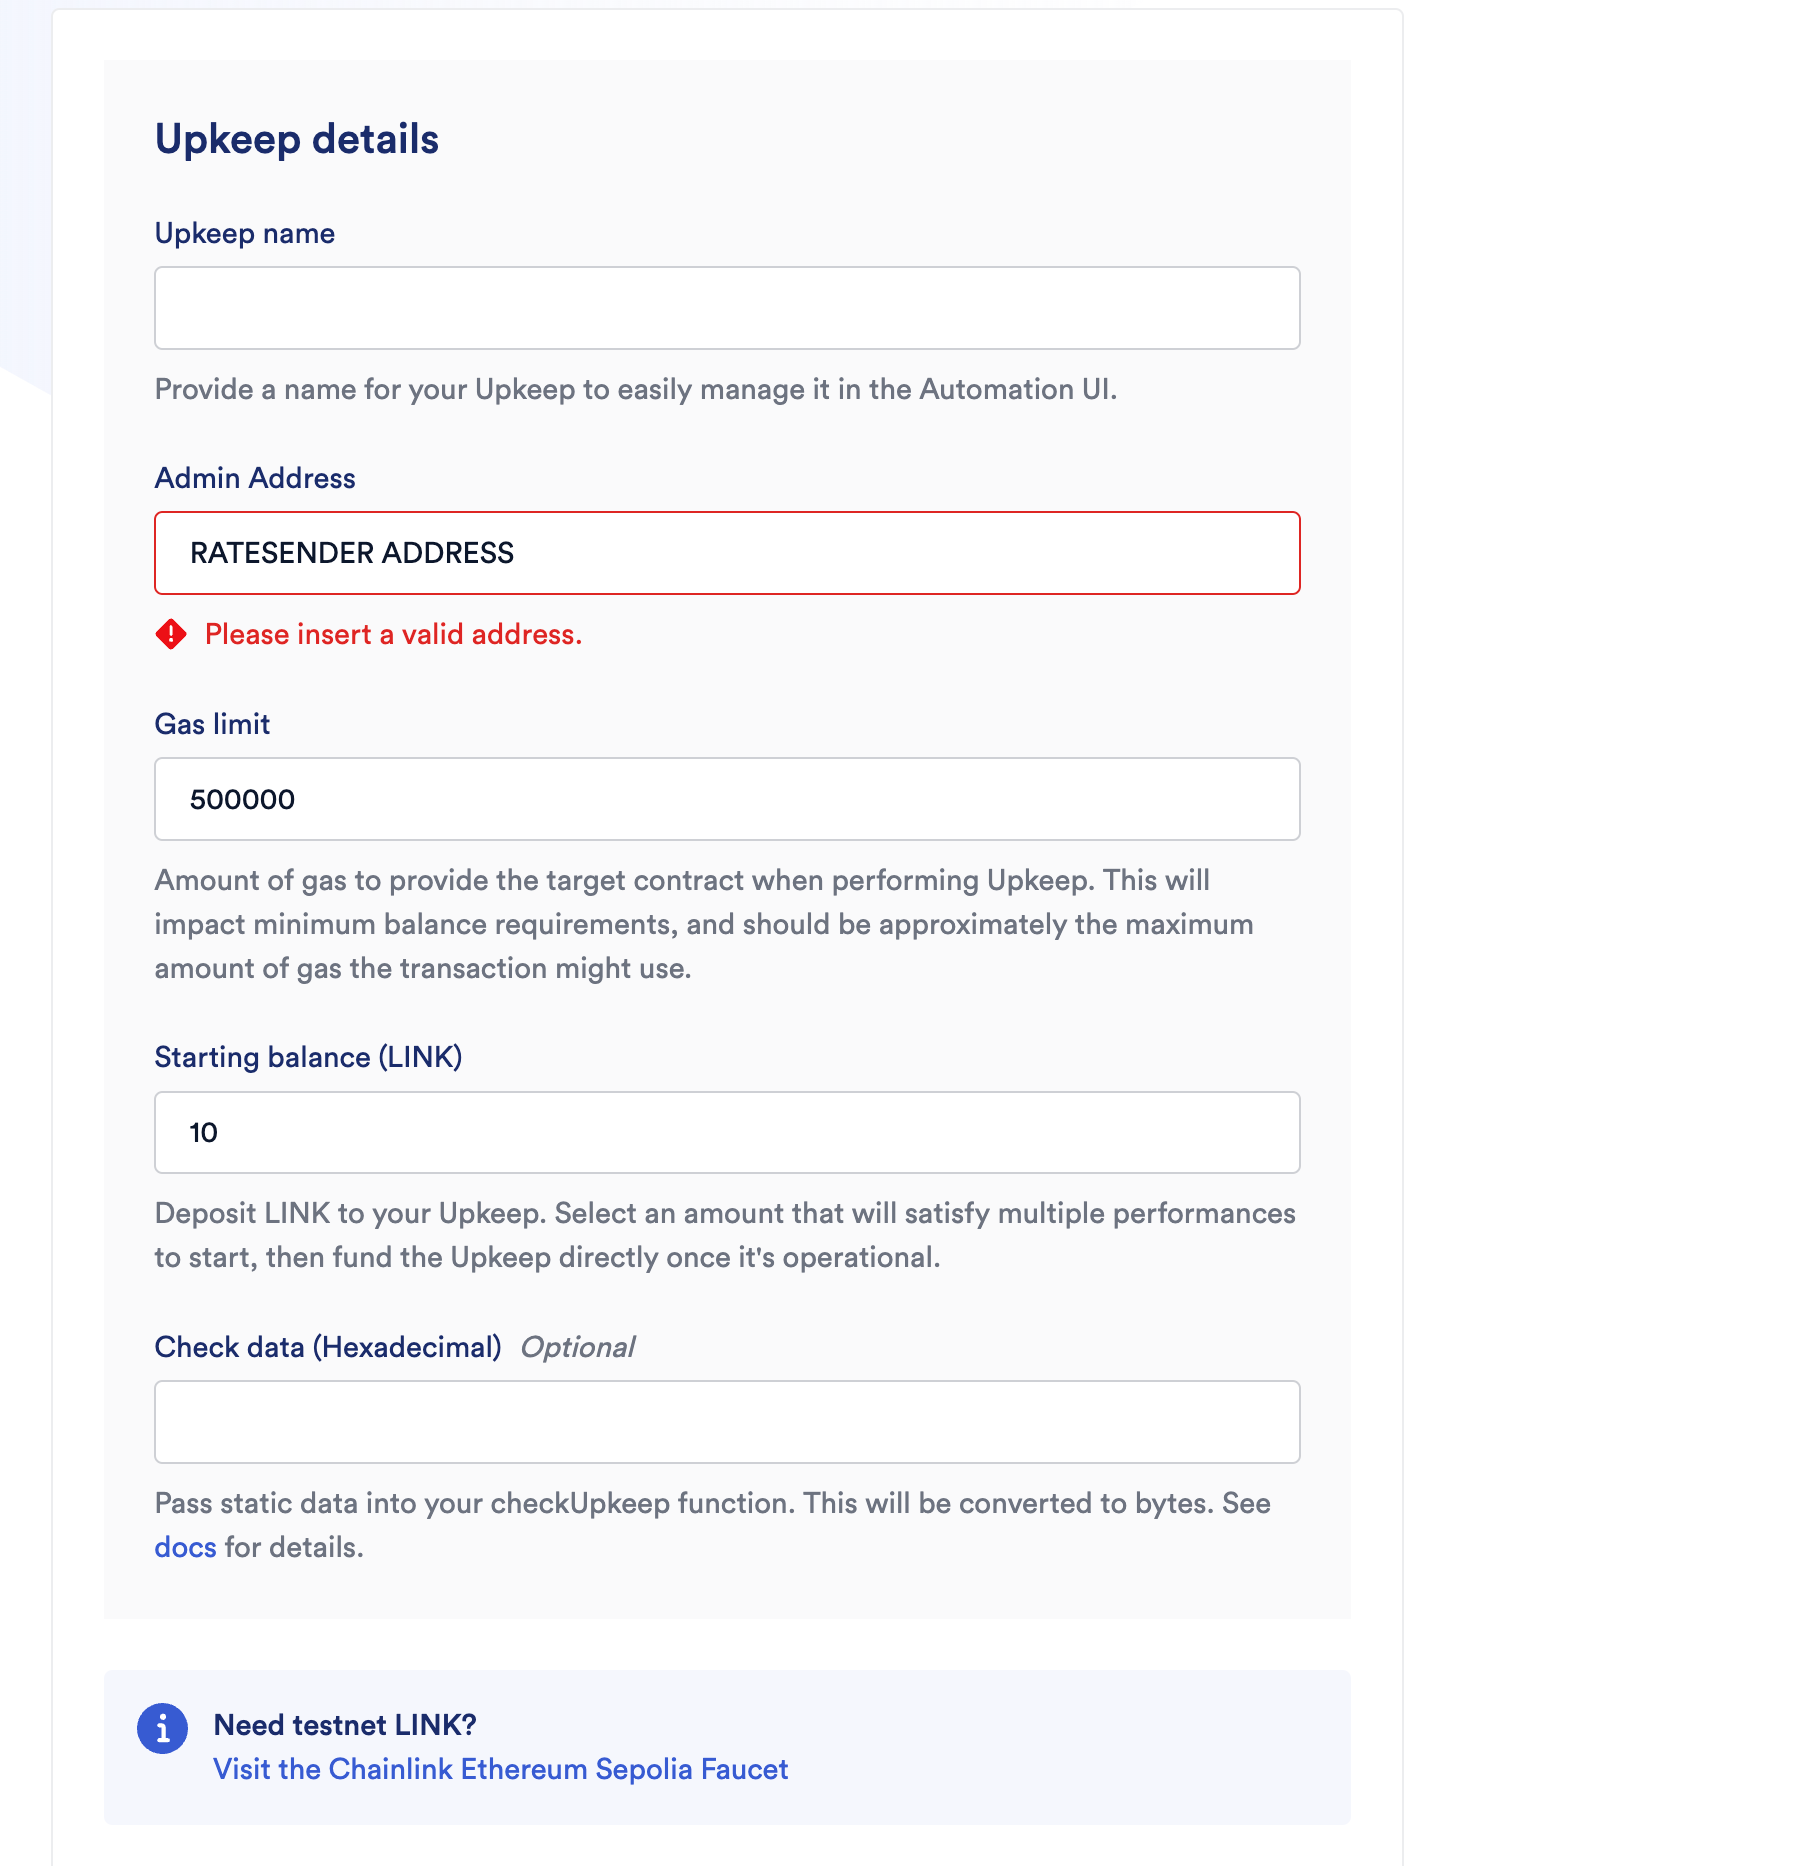 Upkeep details
Upkeep name
Provide a name for your Upkeep to easily manage it in the Automation UI.
Admin Address
RATESENDER ADDRESS
Please insert a valid address.
Gas limit
500000
Amount of gas to provide the target contract when performing Upkeep. This will
impact minimum balance requirements, and should be approximately the maximum
amount of gas the transaction might use.
Starting balance (LINK)
10
Deposit LINK to your Upkeep. Select an amount that will satisfy multiple performances
to start, then fund the Upkeep directly once it's operational.
Check data (Hexadecimal) Optional
Pass static data into your checkUpkeep function. This will be converted to bytes. See
docs for details.
Need testnet LINK?
Visit the Chainlink Ethereum Sepolia Faucet